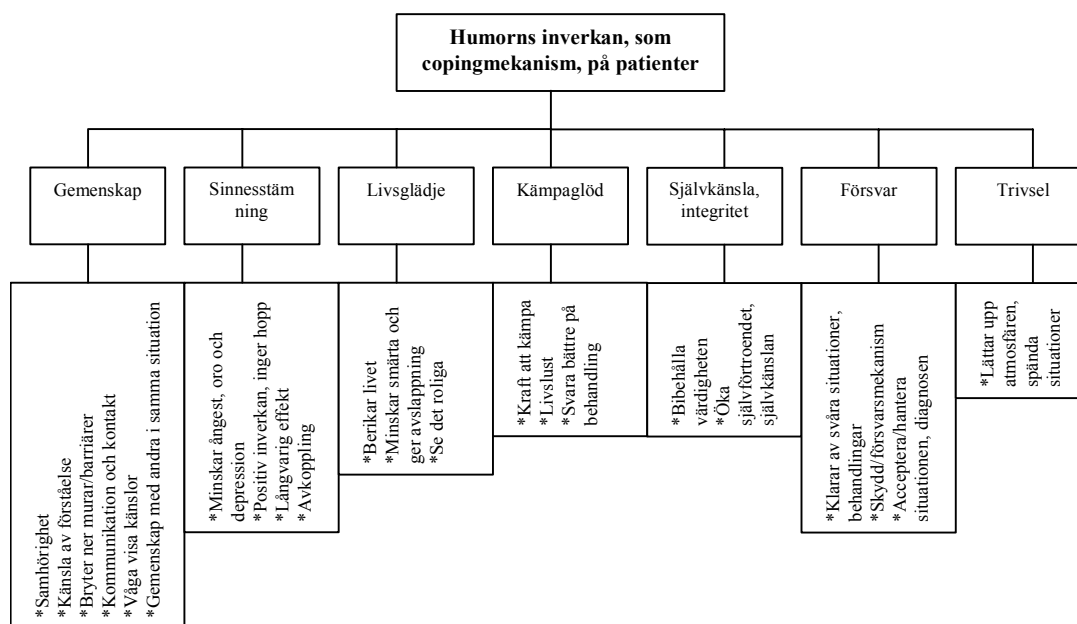 Humorns inverkan, som
copingmekanism, på patienter
Gemenskap
Sinnesstäm
ning
Livsglädje
Kämpaglöd
Självkänsla,
integritet
Försvar
Trivsel
*Samhörighet
*Känsla av förståelse
*Bryter ner murar/barriärer
*Kommunikation och kontakt
*Våga visa känslor
*Gemenskap med andra i samma situation
*Minskar ångest, oro och
depression
*Positiv inverkan, inger hopp
*Långvarig effekt
*Avkoppling
*Berikar livet
*Minskar smärta och
ger avslappning
*Se det roliga
*Kraft att kämpa
*Livslust
*Svara bättre på
behandling
*Bibehålla
värdigheten
*Öka
självförtroendet,
självkänslan
*Klarar av svåra situationer,
behandlingar
*Skydd/försvarsmekanism
*Acceptera/hantera
situationen, diagnosen
*Lättar upp
atmosfären,
spända
situationer